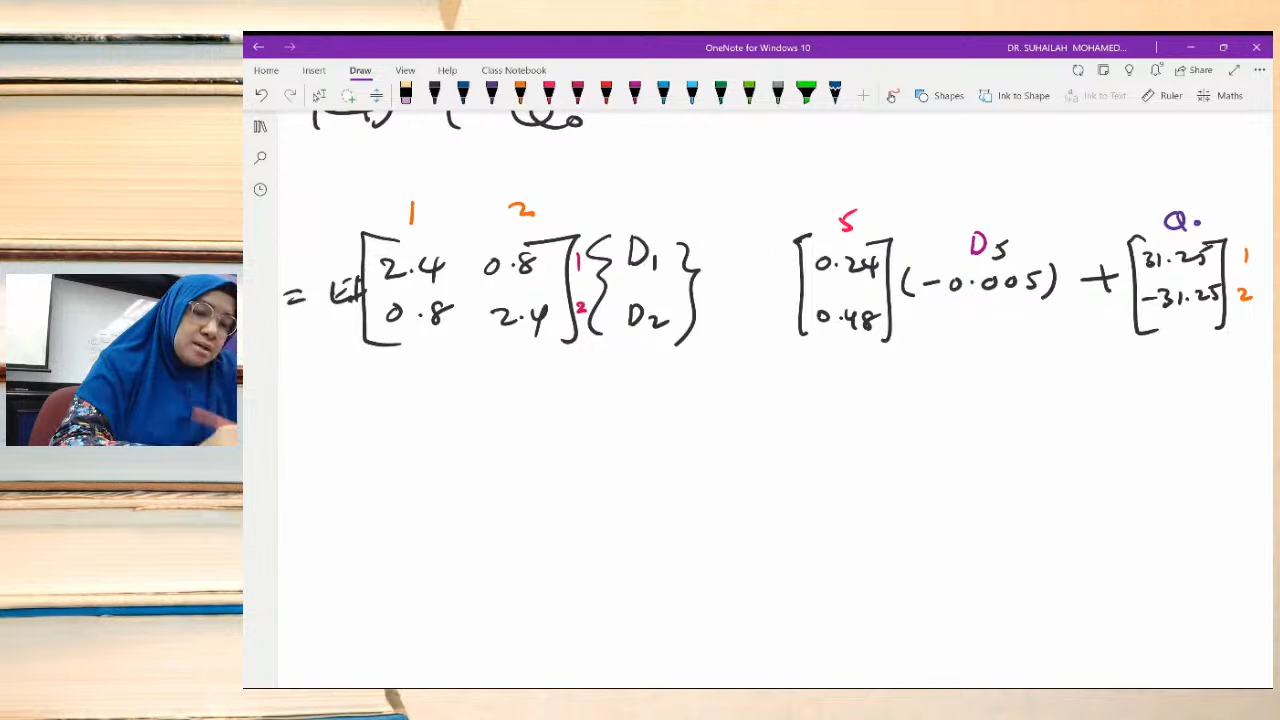 OneNote for Windows 10 DR. SUHAILAH MOHAMED...
Home Insert Draw View Help Class Notebook Share
Shapes Ink to Shape Ink to Text Ruler Maths
1 2 5 D5 Q0
= EI [2.4 0.8] 1 {D1} [0.24] (-0.005) + [31.25] 1
[0.8 2.4] 2 {D2} [0.48] [-31.25] 2